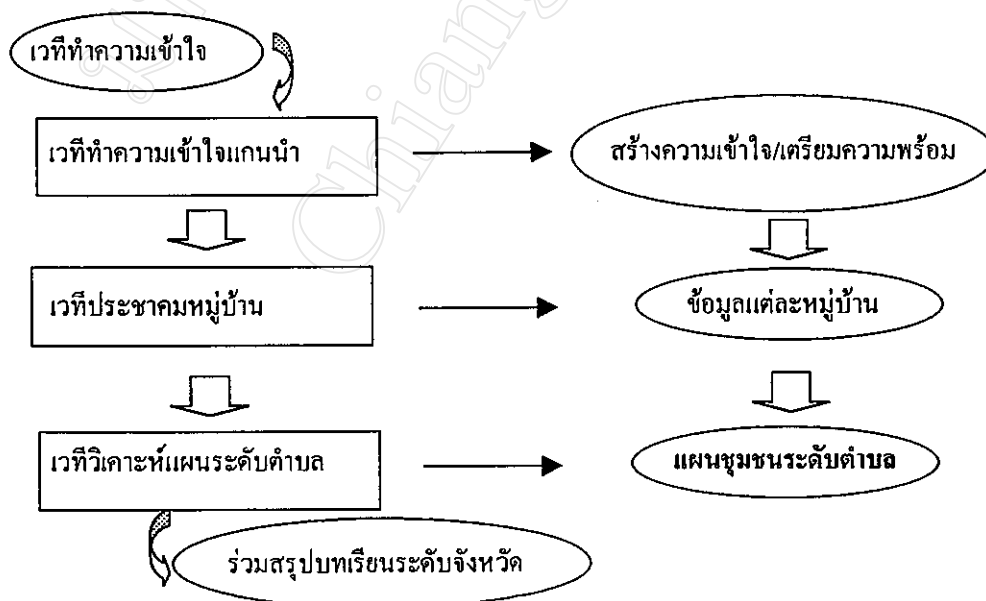 เวทีทำความเข้าใจ
เวทีทำความเข้าใจแกนนำ
สร้างความเข้าใจ/เตรียมความพร้อม
เวทีประชาคมหมู่บ้าน
ข้อมูลแต่ละหมู่บ้าน
เวทีวิเคาะห์แผนระดับตำบล
แผนชุมชนระดับตำบล
ร่วมสรุปบทเรียนระดับจังหวัด
Chiang